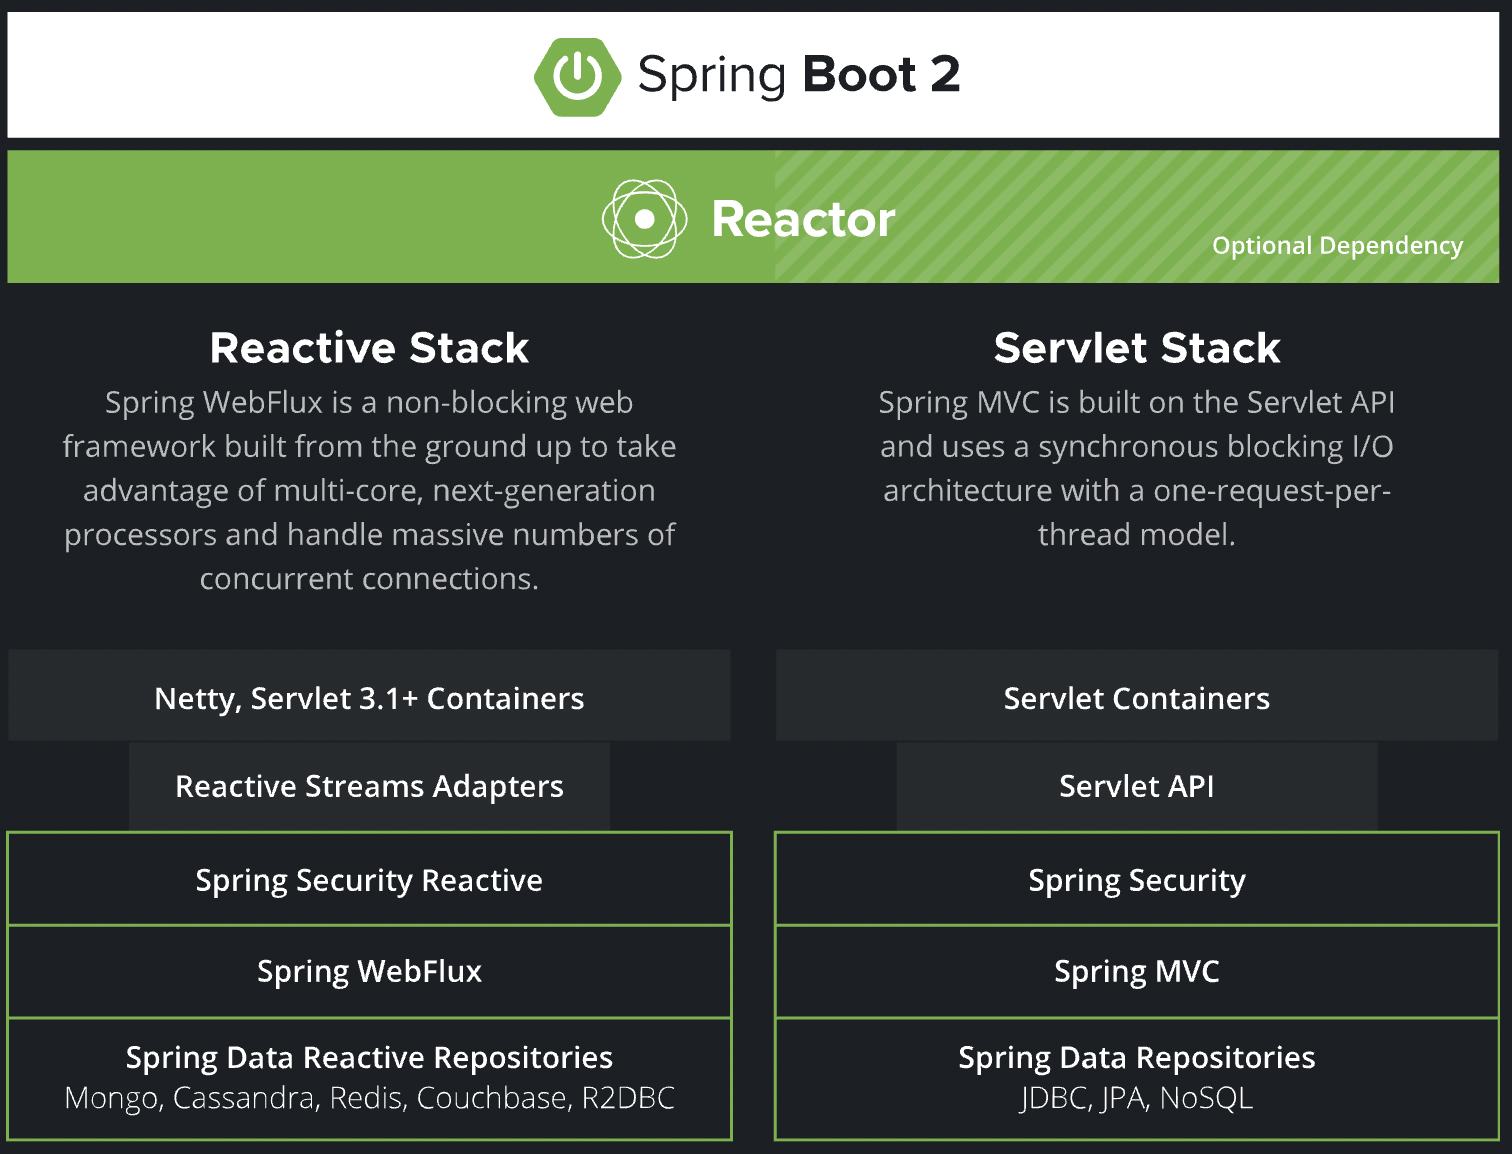 Spring Boot 2
Reactor
Optional Dependency
Reactive Stack
Spring WebFlux is a non-blocking web
framework built from the ground up to take
advantage of multi-core, next-generation
processors and handle massive numbers of
concurrent connections.
Netty, Servlet 3.1+ Containers
Reactive Streams Adapters
Spring Security Reactive
Spring WebFlux
Spring Data Reactive Repositories
Mongo, Cassandra, Redis, Couchbase, R2DBC
Servlet Stack
Spring MVC is built on the Servlet API
and uses a synchronous blocking I/O
architecture with a one-request-per-
thread model.
Servlet Containers
Servlet API
Spring Security
Spring MVC
Spring Data Repositories
JDBC, JPA, NoSQL